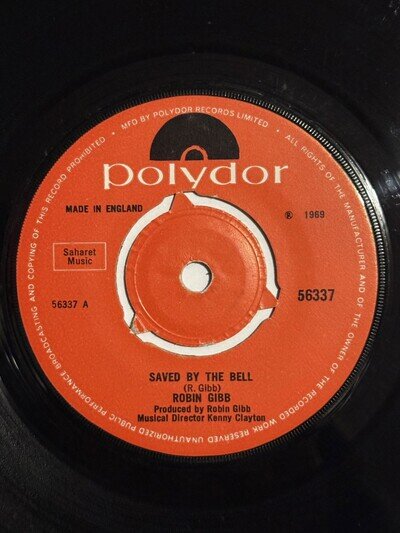 MFD BY POLYDOR RECORDS LIMITED • ALL RIGHTS OF THE MANUFACTURER AND OF THE OWNER OF THE RECORDED WORK RESERVED UNAUTHORIZED PUBLIC PERFORMANCE BROADCASTING AND COPYING OF THIS RECORD PROHIBITED •
polydor
MADE IN ENGLAND
℗ 1969
Saharet
Music
56337 A
56337
SAVED BY THE BELL
(R. Gibb)
ROBIN GIBB
Produced by Robin Gibb
Musical Director Kenny Clayton